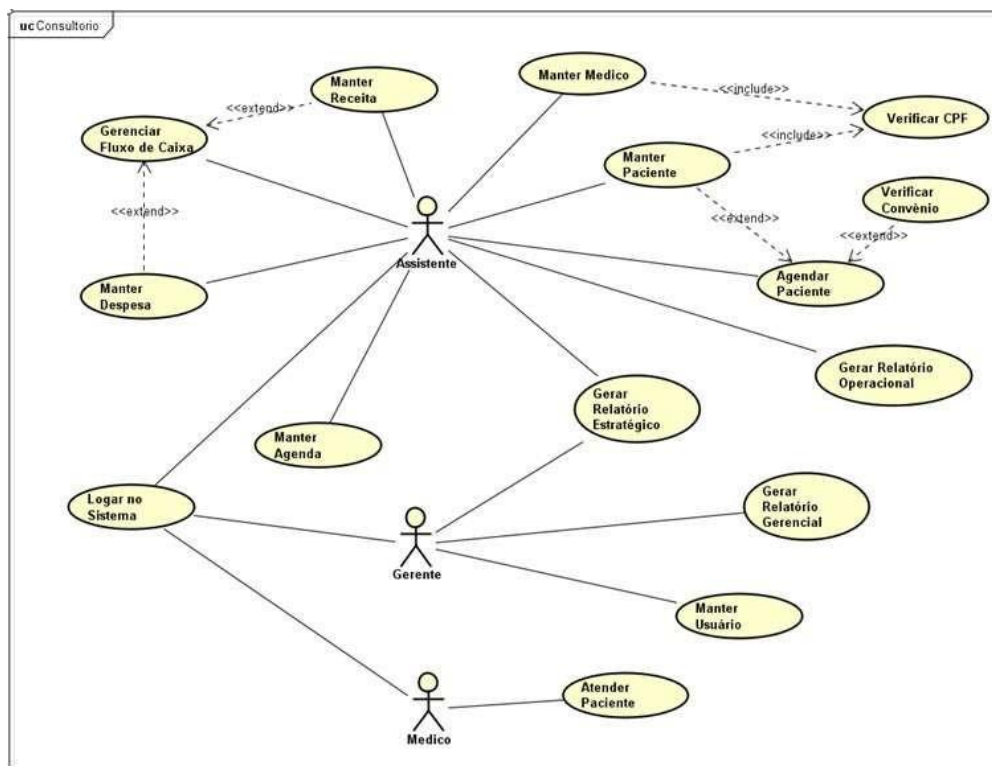 uc Consultorio
Manter Receita
Manter Medico
<<include>>
Verificar CPF
<<extend>>
Gerenciar
Fluxo de Caixa
<<include>>
Manter
Paciente
Verificar
Convênio
<<extend>>
<<extend>>
<<extend>>
Assistente
Manter
Despesa
Agendar
Paciente
Gerar Relatório
Operacional
Gerar
Relatório
Estratégico
Manter
Agenda
Logar no
Sistema
Gerar
Relatório
Gerencial
Gerente
Manter
Usuário
Atender
Paciente
Medico